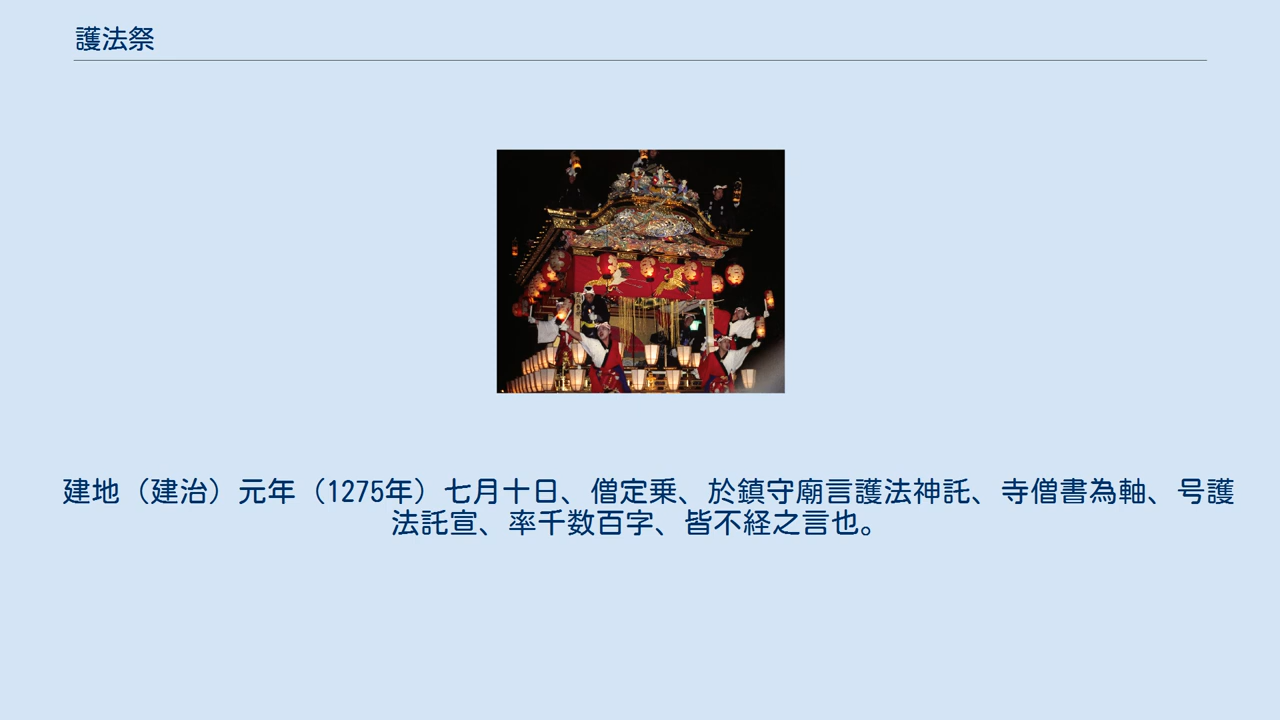 護法祭
建地（建治）元年（1275年）七月十日、僧定乗、於鎮守廟言護法神託、寺僧書為軸、号護
法託宣、率千数百字、皆不経之言也。